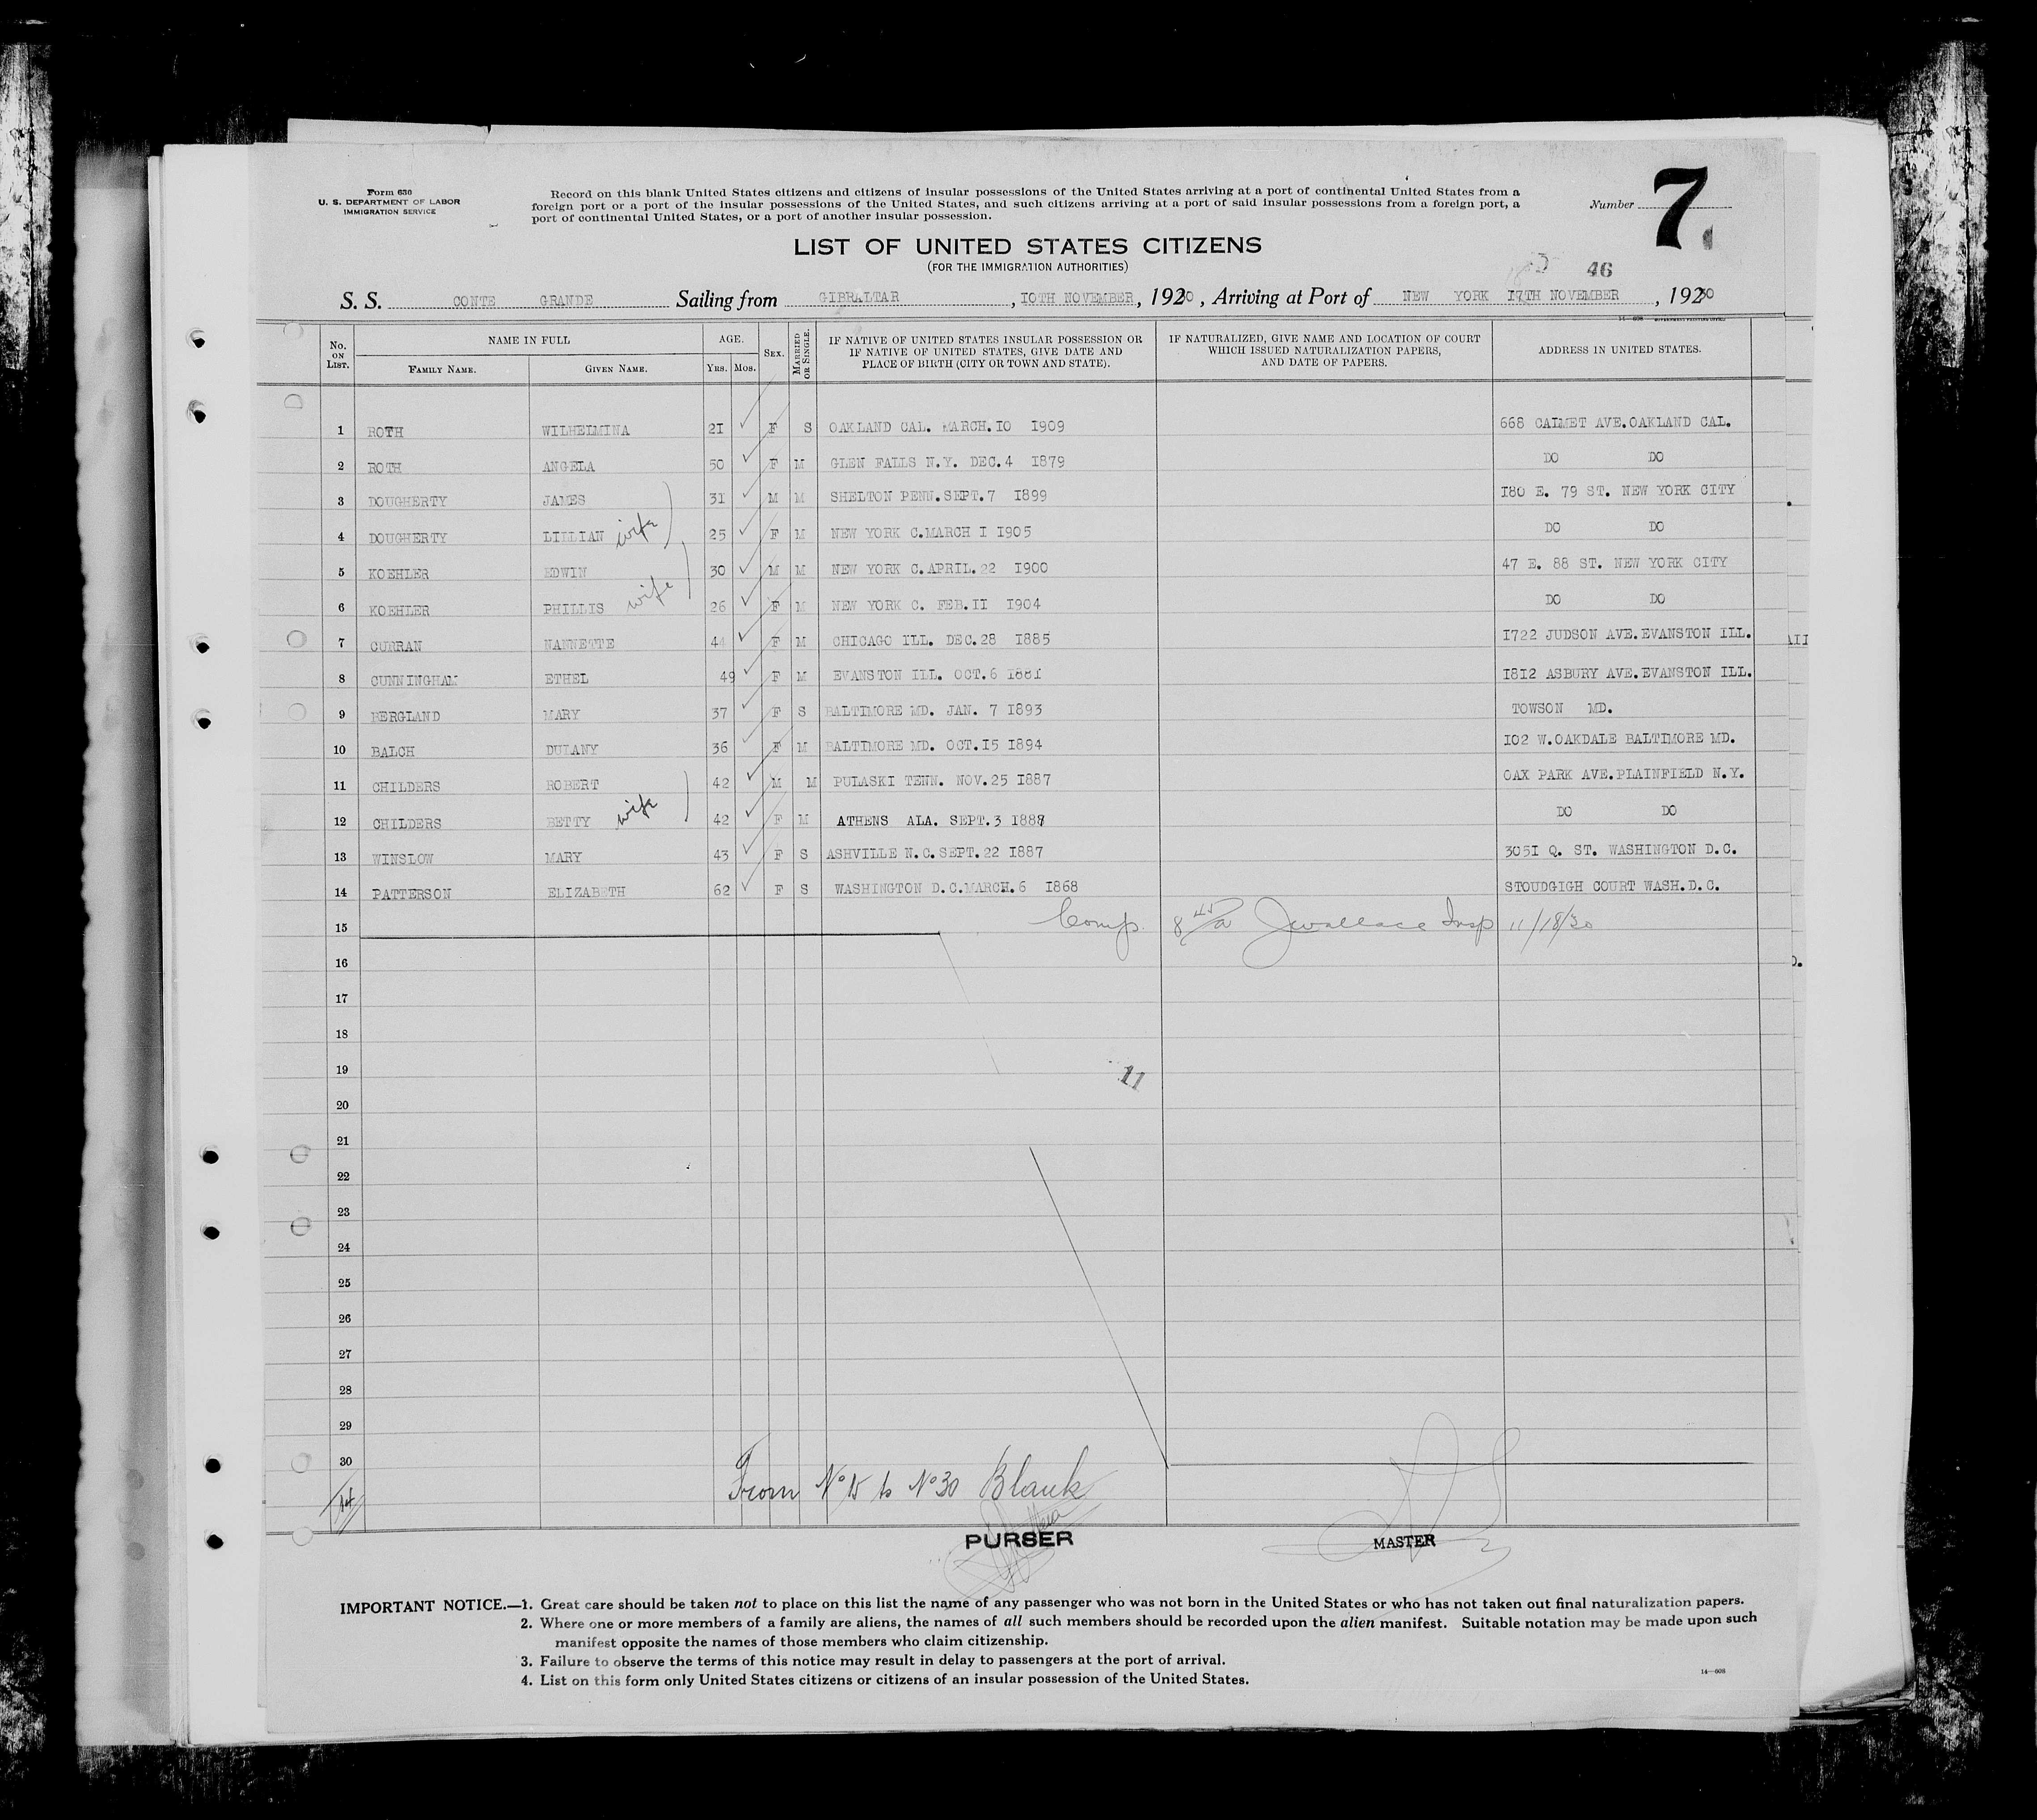 Form 630
U. S. DEPARTMENT OF LABOR
IMMIGRATION SERVICE
Record on this blank United States citizens and citizens of insular possessions of the United States arriving at a port of continental United States from a
foreign port or a port of the insular possessions of the United States, and such citizens arriving at a port of said insular possessions from a foreign port, a
port of continental United States, or a port of another insular possession.
Number 7
LIST OF UNITED STATES CITIZENS
(FOR THE IMMIGRATION AUTHORITIES)
46
S. S. CONTE GRANDE Sailing from GIBRALTAR, 10TH NOVEMBER, 1930, Arriving at Port of NEW YORK 17TH NOVEMBER, 1930
No. ON LIST. NAME IN FULL AGE. SEX. MARRIED OR SINGLE. IF NATIVE OF UNITED STATES INSULAR POSSESSION OR IF NATIVE OF UNITED STATES, GIVE DATE AND PLACE OF BIRTH (CITY OR TOWN AND STATE). IF NATURALIZED, GIVE NAME AND LOCATION OF COURT WHICH ISSUED NATURALIZATION PAPERS, AND DATE OF PAPERS. ADDRESS IN UNITED STATES.
FAMILY NAME. GIVEN NAME. YRS. MOS.
1 ROTH WILHELMINA 21 F S OAKLAND CAL. MARCH.10 1909 668 CALMET AVE.OAKLAND CAL.
2 ROTH ANGELA 50 F M GLEN FALLS N.Y. DEC.4 1879 DO DO
3 DOUGHERTY JAMES 31 M M SHELTON PENN.SEPT.7 1899 180 E. 79 ST. NEW YORK CITY
4 DOUGHERTY LILLIAN wife 25 F M NEW YORK C.MARCH 1 1905 DO DO
5 KOEHLER EDWIN 30 M M NEW YORK C.APRIL.22 1900 47 E. 88 ST. NEW YORK CITY
6 KOEHLER PHILLIS wife 26 F M NEW YORK C. FEB.11 1904 DO DO
7 CURRAN NANNETTE 44 F M CHICAGO ILL. DEC.28 1885 1722 JUDSON AVE.EVANSTON ILL.
8 CUNNINGHAM ETHEL 49 F M EVANSTON ILL. OCT.6 1881 1812 ASBURY AVE.EVANSTON ILL.
9 BERGLAND MARY 37 F S BALTIMORE MD. JAN. 7 1893 TOWSON MD.
10 BALCH DULANY 36 F M BALTIMORE MD. OCT.15 1894 102 W.OAKDALE BALTIMORE MD.
11 CHILDERS ROBERT 42 M M PULASKI TENN. NOV.25 1887 OAX PARK AVE.PLAINFIELD N.Y.
12 CHILDERS BETTY wife 42 F M ATHENS ALA. SEPT.3 1888 DO DO
13 WINSLOW MARY 43 F S ASHVILLE N.C.SEPT.22 1887 3051 Q. ST. WASHINGTON D.C.
14 PATTERSON ELIZABETH 62 F S WASHINGTON D.C.MARCH.6 1868 STOUDGIGH COURT WASH.D.C.
15 Comp. 8 45/a J Wallace Insp 11/18/30
16
17
18
19 11
20
21
22
23
24
25
26
27
28
29
30
14 From No 15 to No 30 Blank
PURSER MASTER
IMPORTANT NOTICE.—1. Great care should be taken not to place on this list the name of any passenger who was not born in the United States or who has not taken out final naturalization papers.
2. Where one or more members of a family are aliens, the names of all such members should be recorded upon the alien manifest. Suitable notation may be made upon such
manifest opposite the names of those members who claim citizenship.
3. Failure to observe the terms of this notice may result in delay to passengers at the port of arrival.
4. List on this form only United States citizens or citizens of an insular possession of the United States.
14—608